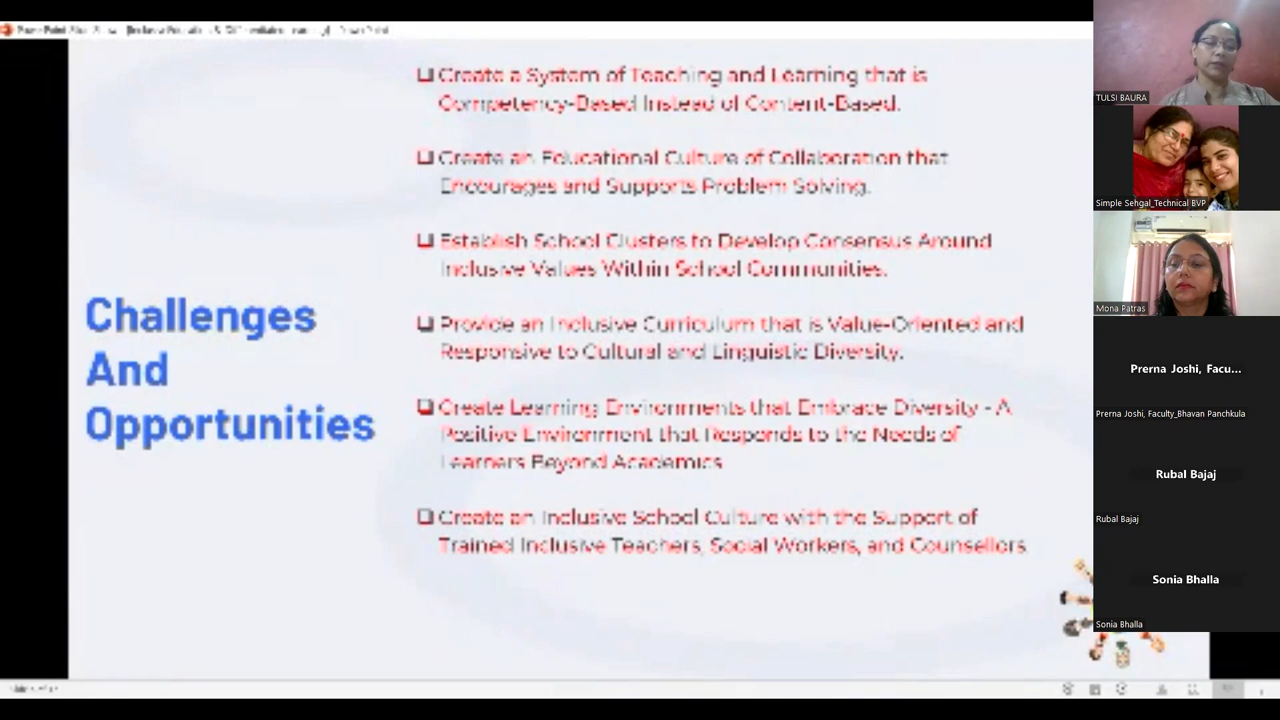 Challenges
And
Opportunities
Create a System of Teaching and Learning that is
Competency-Based Instead of Content-Based.
Create an Educational Culture of Collaboration that
Encourages and Supports Problem Solving.
Establish School Clusters to Develop Consensus Around
Inclusive Values Within School Communities.
Provide an Inclusive Curriculum that is Value-Oriented and
Responsive to Cultural and Linguistic Diversity.
Create Learning Environments that Embrace Diversity - A
Positive Environment that Responds to the Needs of
Learners Beyond Academics
Create an Inclusive School Culture with the Support of
Trained Inclusive Teachers, Social Workers, and Counsellors
TULSI BAURA
Simple Sehgal_Technical BVP
Mona Patras
Prerna Joshi, Facu...
Prerna Joshi, Faculty_Bhavan Panchkula
Rubal Bajaj
Rubal Bajaj
Sonia Bhalla
Sonia Bhalla